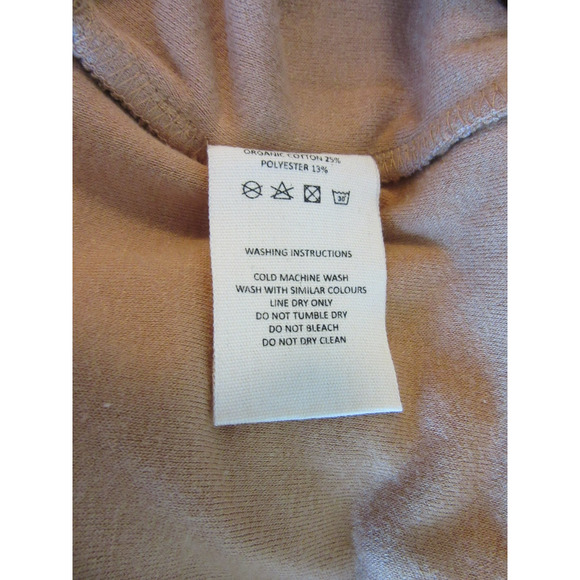 ORGANIC COTTON 25%
POLYESTER 13%
30
WASHING INSTRUCTIONS
COLD MACHINE WASH
WASH WITH SIMILAR COLOURS
LINE DRY ONLY
DO NOT TUMBLE DRY
DO NOT BLEACH
DO NOT DRY CLEAN